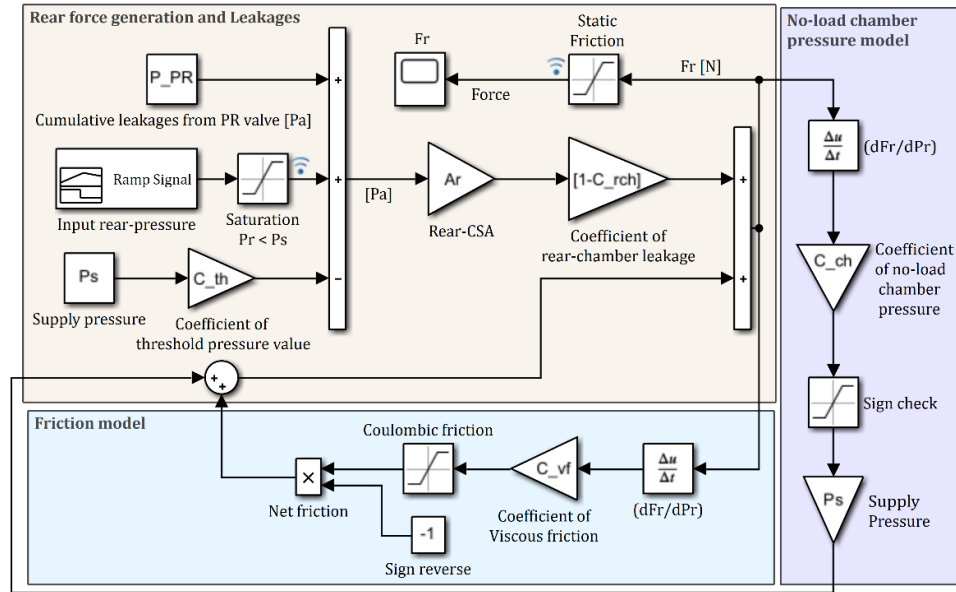 Rear force generation and Leakages
No-load chamber
pressure model
Fr
Static
Friction
P_PR
+
Fr [N]
Force
Cumulative leakages from PR valve [Pa]
Δu
Δt
(dFr/dPr)
Ramp Signal
+
[Pa]
Ar
[1-C_rch]
+
Input rear-pressure
Saturation
Pr < Ps
Rear-CSA
Coefficient of
rear-chamber leakage
C_ch
Coefficient
of no-load
chamber
pressure
Ps
C_th
−
+
Supply pressure
Coefficient of
threshold pressure value
+
+
Sign check
Friction model
Coulombic friction
×
C_vf
Δu
Δt
Net friction
Coefficient of
Viscous friction
(dFr/dPr)
-1
Sign reverse
Ps
Supply
Pressure